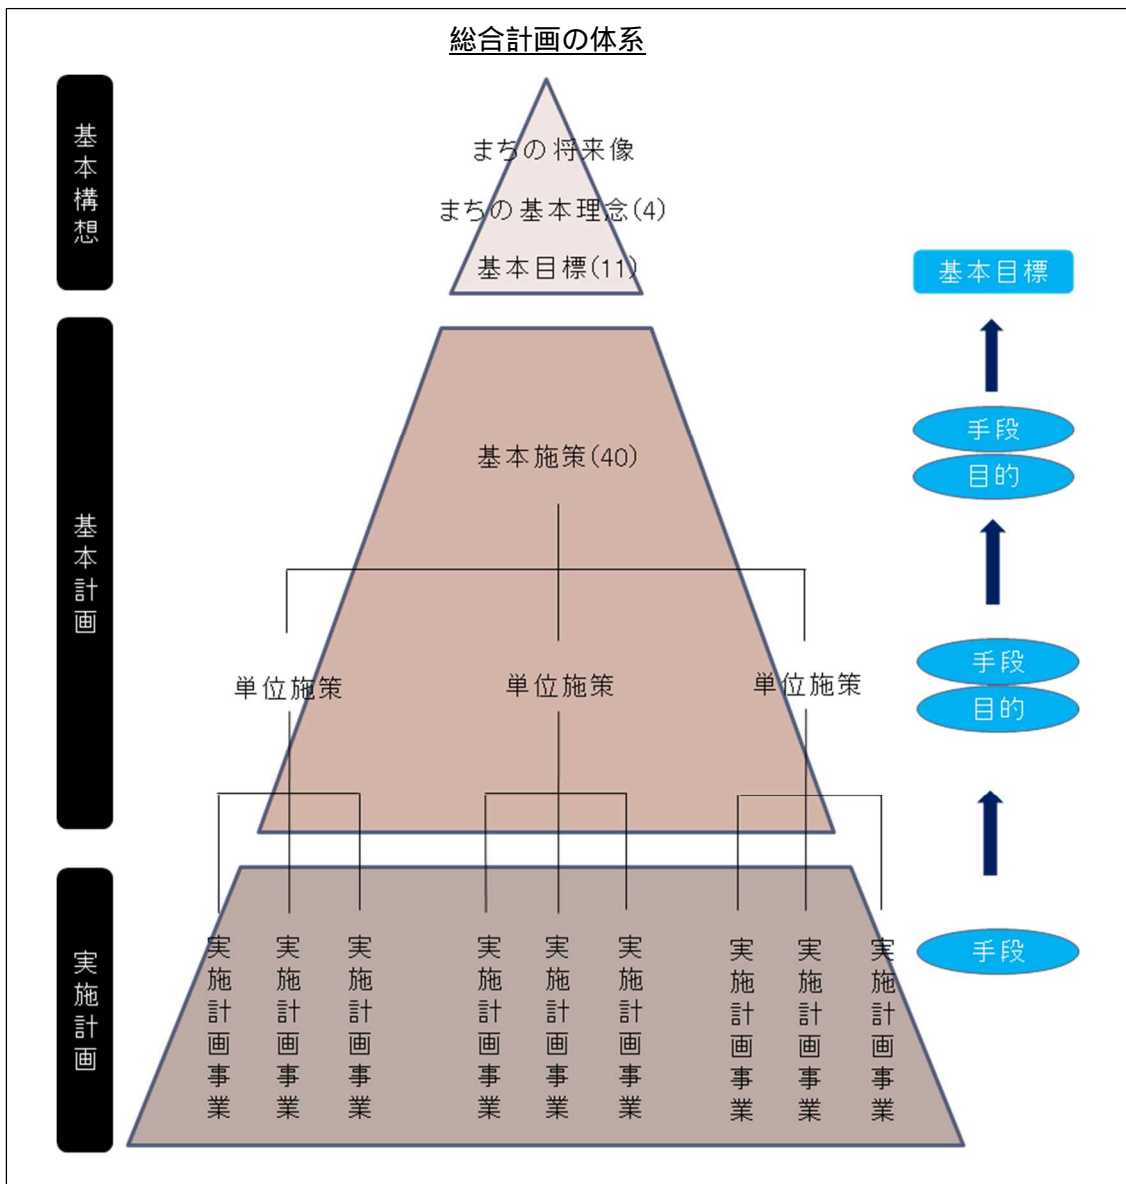 総合計画の体系
基本構想
まちの将来像
まちの基本理念(4)
基本目標(11)
基本目標
基本計画
基本施策(40)
手段
目的
単位施策
単位施策
単位施策
手段
目的
実施計画
実施計画事業
実施計画事業
実施計画事業
実施計画事業
実施計画事業
実施計画事業
実施計画事業
実施計画事業
実施計画事業
手段